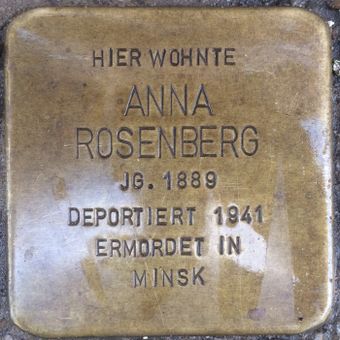 HIER WOHNTE
ANNA
ROSENBERG
JG. 1889
DEPORTIERT 1941
ERMORDET IN
MINSK